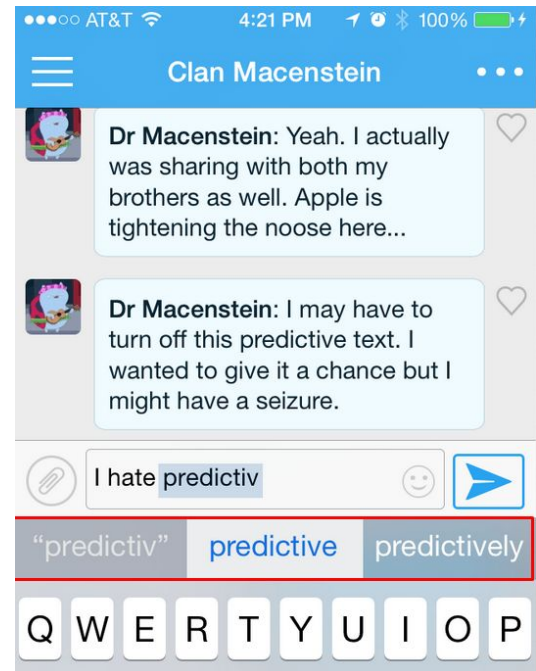 AT&T 4:21 PM 100%
Clan Macenstein
Dr Macenstein: Yeah. I actually
was sharing with both my
brothers as well. Apple is
tightening the noose here...
Dr Macenstein: I may have to
turn off this predictive text. I
wanted to give it a chance but I
might have a seizure.
I hate predictiv
“predictiv” predictive predictively
Q W E R T Y U I O P